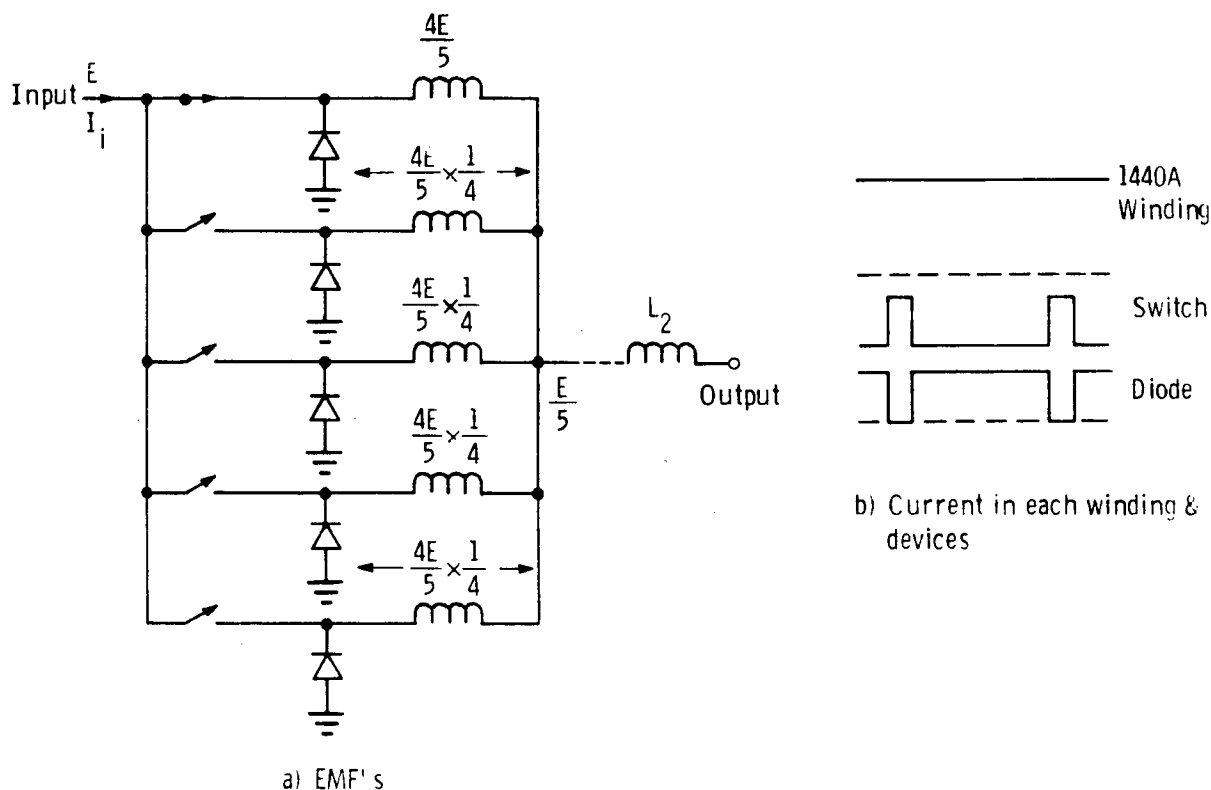 4E
5
E
Input
I i
4E/5 × 1/4
4E/5 × 1/4
L2
E
5
Output
4E/5 × 1/4
4E/5 × 1/4
a) EMF's
1440A
Winding
Switch
Diode
b) Current in each winding &
devices